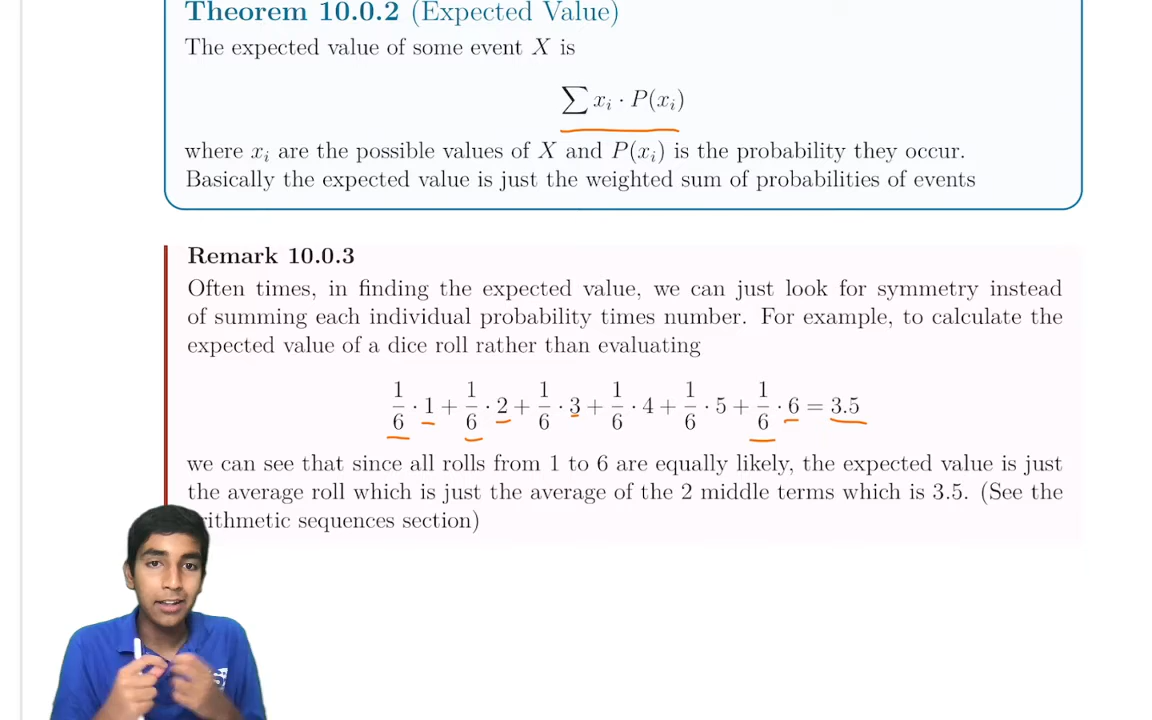 Theorem 10.0.2 (Expected Value)
The expected value of some event X is
∑ xᵢ · P(xᵢ)
where xᵢ are the possible values of X and P(xᵢ) is the probability they occur.
Basically the expected value is just the weighted sum of probabilities of events
Remark 10.0.3
Often times, in finding the expected value, we can just look for symmetry instead
of summing each individual probability times number. For example, to calculate the
expected value of a dice roll rather than evaluating
1/6 · 1 + 1/6 · 2 + 1/6 · 3 + 1/6 · 4 + 1/6 · 5 + 1/6 · 6 = 3.5
we can see that since all rolls from 1 to 6 are equally likely, the expected value is just
the average roll which is just the average of the 2 middle terms which is 3.5. (See the
rithmetic sequences section)